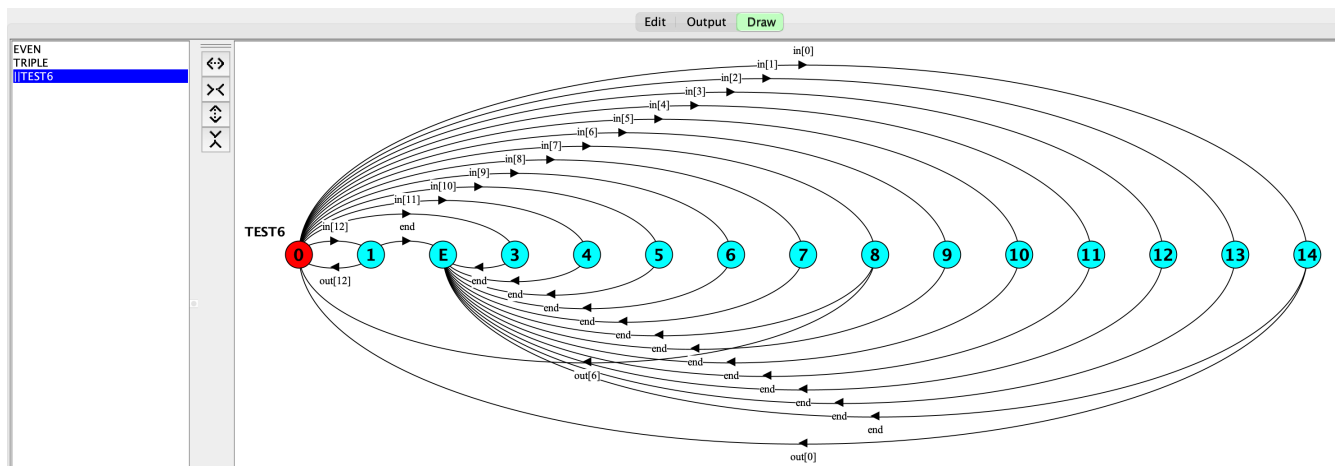 Edit Output Draw
EVEN
TRIPLE
||TEST6
in[0]
in[1]
in[2]
in[3]
in[4]
in[5]
in[6]
in[7]
in[8]
in[9]
in[10]
in[11]
in[12] end
TEST6
0 1 E 3 4 5 6 7 8 9 10 11 12 13 14
out[12]
end
end
end
end
end
end
end
end
out[6]
end
end
end
end
out[0]